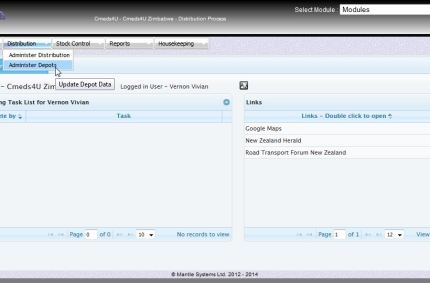 Select Module : Modules
Cmeds4U - Cmeds4U Zimbabwe - Distribution Process
Distribution Stock Control Reports Housekeeping
Administer Distribution
Administer Depots
Update Depot Data
- Cmeds4U Zim Logged in User - Vernon Vivian
ng Task List for Vernon Vivian
Links
te by Task
Links - Double click to open
Google Maps
New Zealand Herald
Road Transport Forum New Zealand
Page 0 of 0 10 No records to view
Page 1 of 1 12 View
© Mantle Systems Ltd. 2012 - 2014